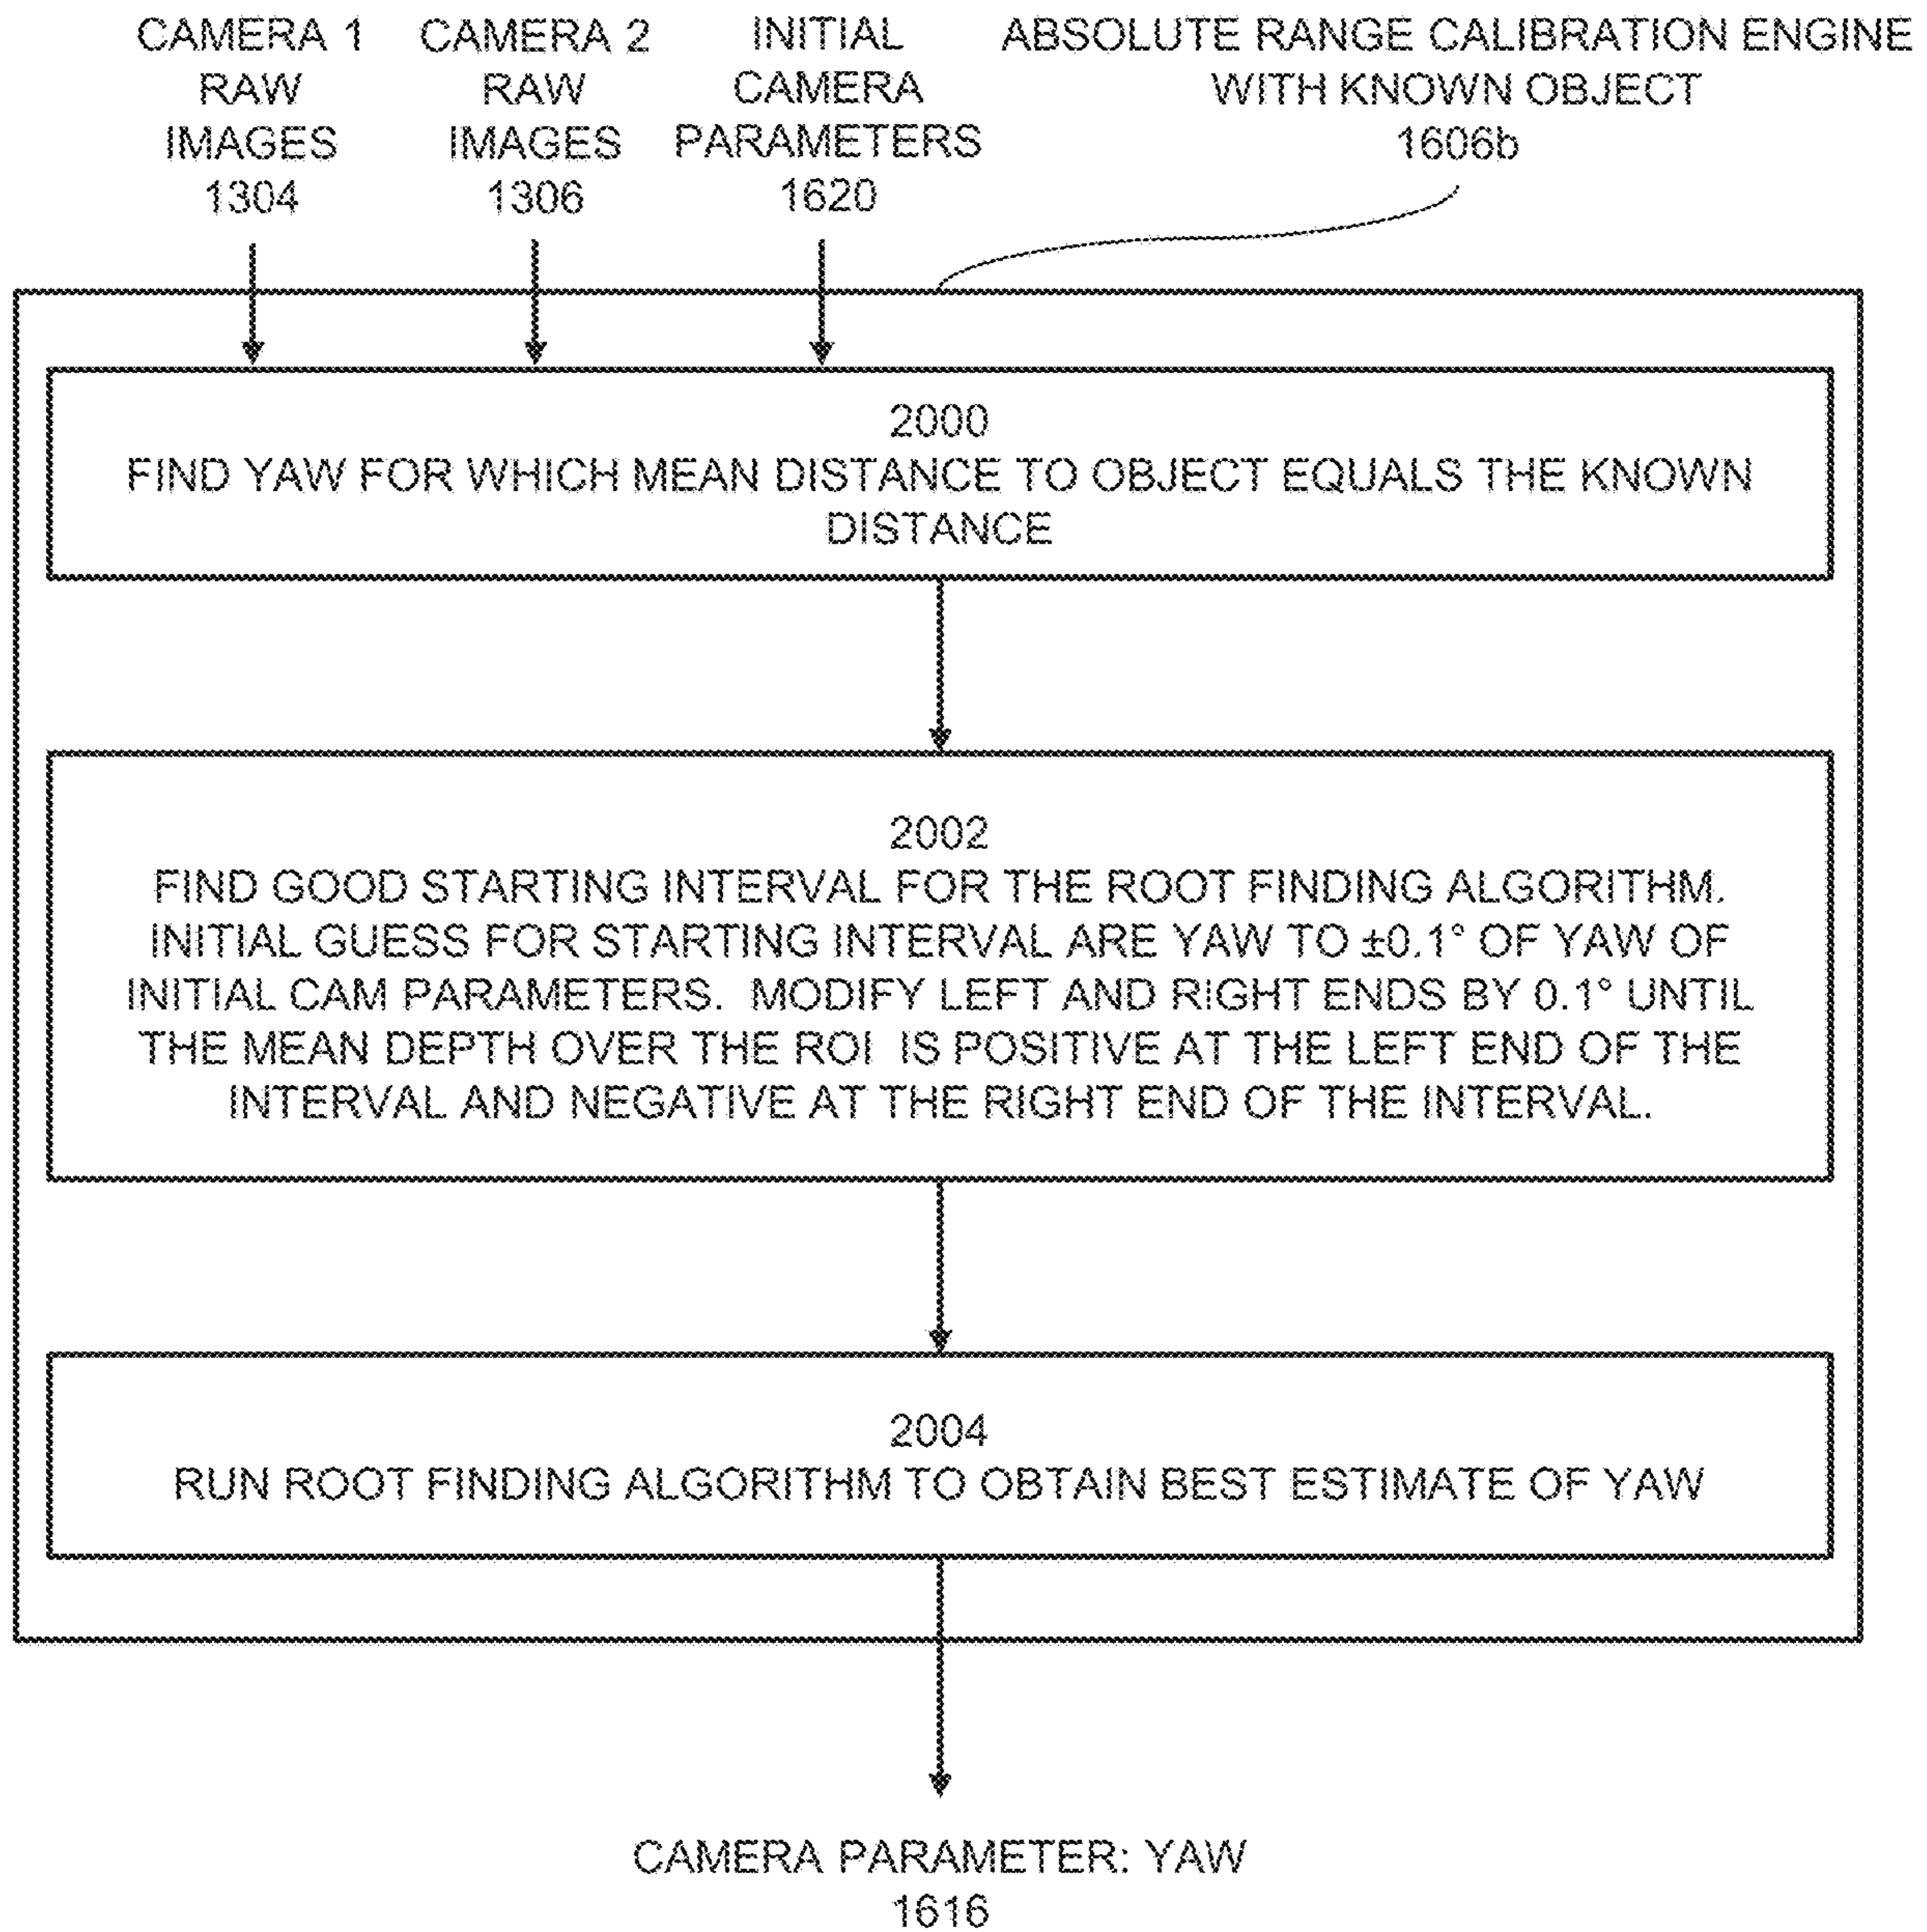 CAMERA 1
RAW
IMAGES
1304
CAMERA 2
RAW
IMAGES
1306
INITIAL
CAMERA
PARAMETERS
1620
ABSOLUTE RANGE CALIBRATION ENGINE
WITH KNOWN OBJECT
1606b
2000
FIND YAW FOR WHICH MEAN DISTANCE TO OBJECT EQUALS THE KNOWN
DISTANCE
2002
FIND GOOD STARTING INTERVAL FOR THE ROOT FINDING ALGORITHM.
INITIAL GUESS FOR STARTING INTERVAL ARE YAW TO ±0.1° OF YAW OF
INITIAL CAM PARAMETERS. MODIFY LEFT AND RIGHT ENDS BY 0.1° UNTIL
THE MEAN DEPTH OVER THE ROI IS POSITIVE AT THE LEFT END OF THE
INTERVAL AND NEGATIVE AT THE RIGHT END OF THE INTERVAL.
2004
RUN ROOT FINDING ALGORITHM TO OBTAIN BEST ESTIMATE OF YAW
CAMERA PARAMETER: YAW
1616